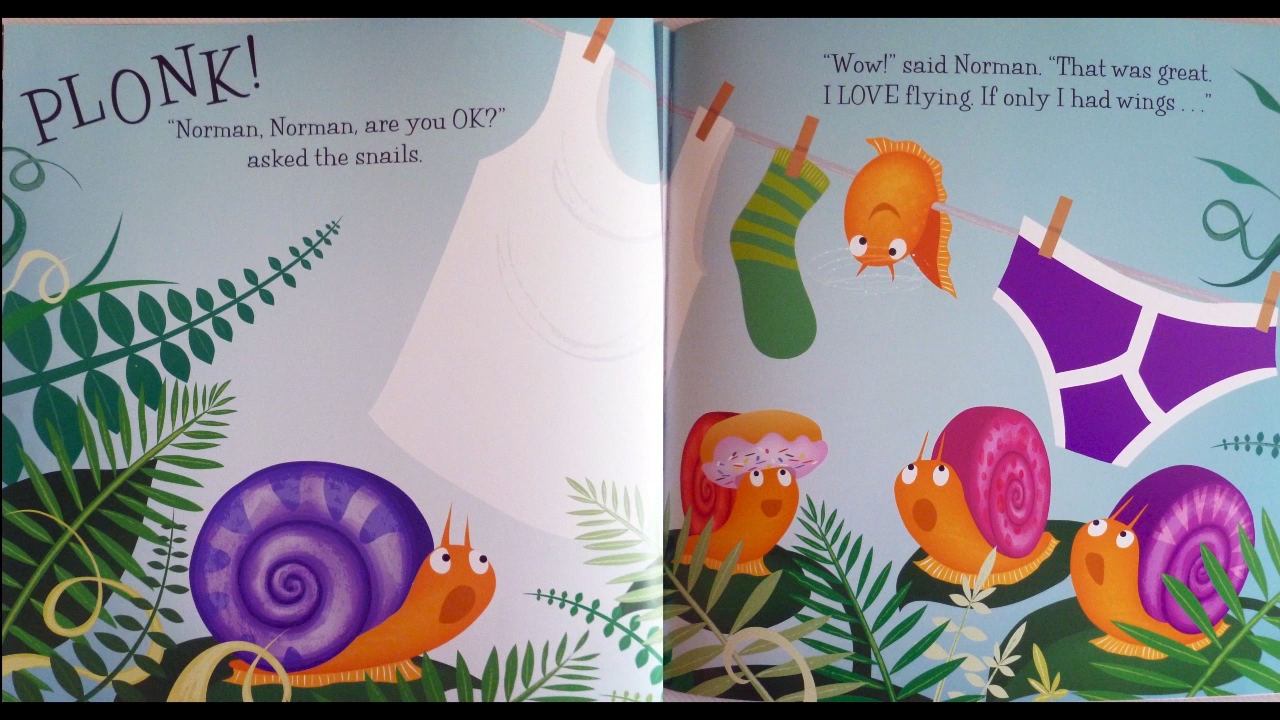 PLONK!
“Norman, Norman, are you OK?”
asked the snails.
“Wow!” said Norman. “That was great.
I LOVE flying. If only I had wings . . .”